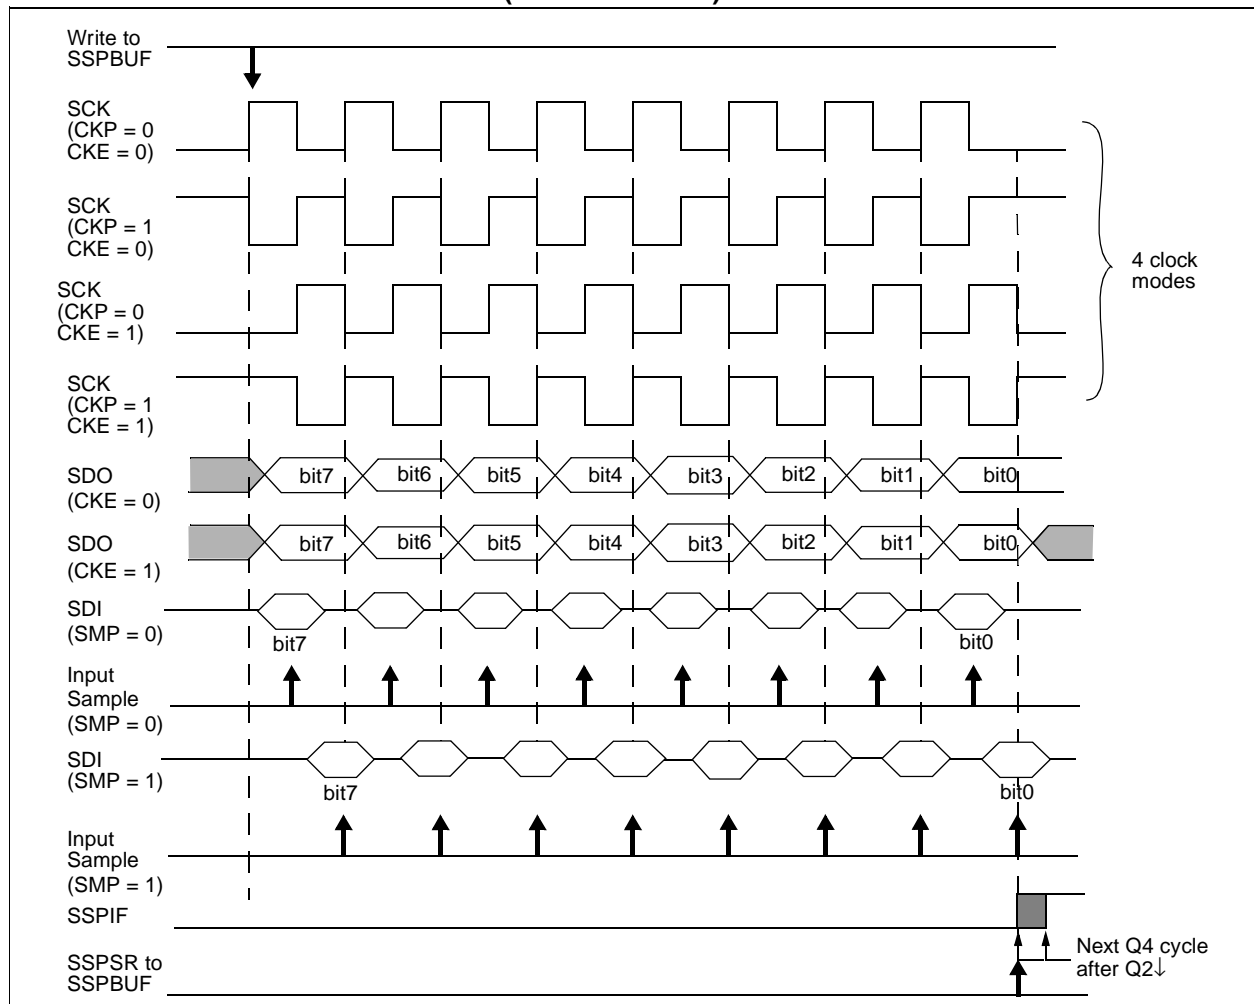 Write to
SSPBUF
SCK
(CKP = 0
CKE = 0)
SCK
(CKP = 1
CKE = 0)
4 clock
modes
SCK
(CKP = 0
CKE = 1)
SCK
(CKP = 1
CKE = 1)
SDO
(CKE = 0)
bit7 bit6 bit5 bit4 bit3 bit2 bit1 bit0
SDO
(CKE = 1)
bit7 bit6 bit5 bit4 bit3 bit2 bit1 bit0
SDI
(SMP = 0)
bit7 bit0
Input
Sample
(SMP = 0)
SDI
(SMP = 1)
bit7 bit0
Input
Sample
(SMP = 1)
SSPIF
Next Q4 cycle
after Q2↓
SSPSR to
SSPBUF